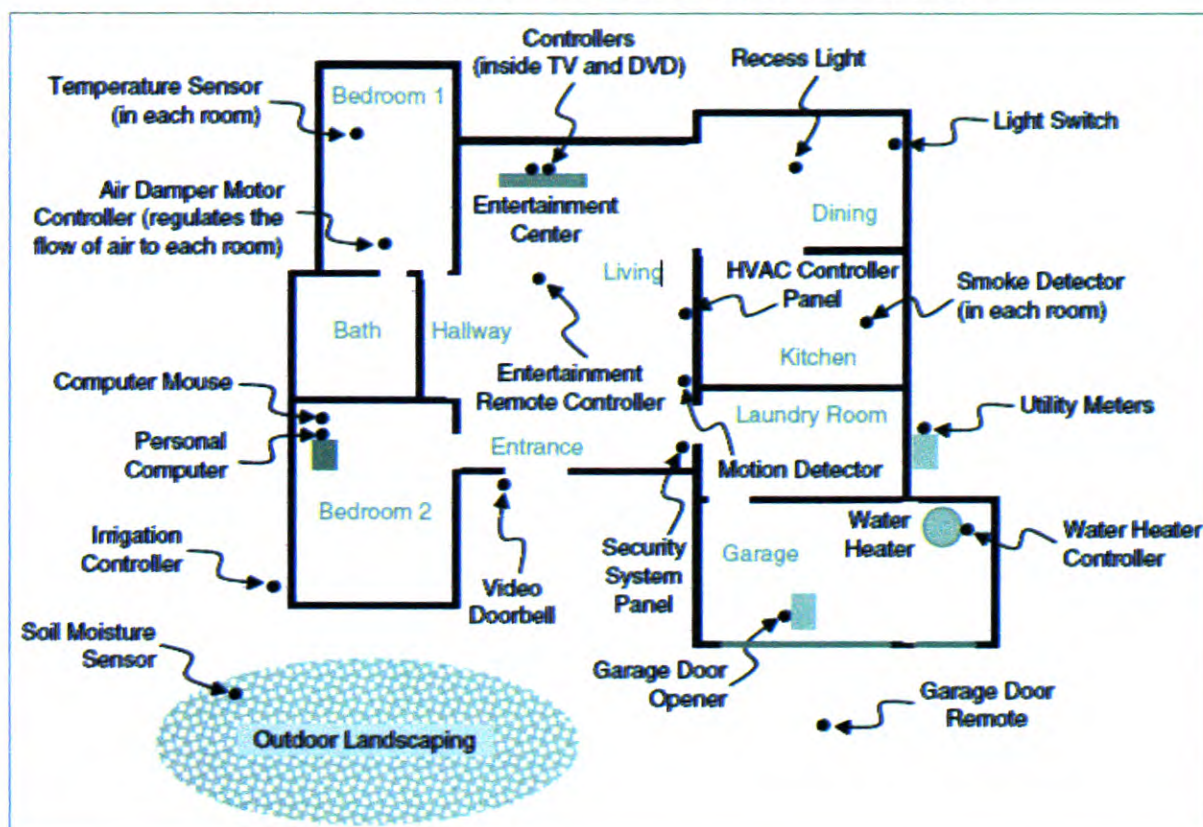 Controllers
(inside TV and DVD)
Recess Light
Temperature Sensor
(in each room)
Bedroom 1
Light Switch
Air Damper Motor
Controller (regulates the
flow of air to each room)
Entertainment
Center
Dining
Living
HVAC Controller
Panel
Smoke Detector
(in each room)
Bath
Hallway
Kitchen
Computer Mouse
Entertainment
Remote Controller
Laundry Room
Utility Meters
Personal
Computer
Entrance
Motion Detector
Bedroom 2
Irrigation
Controller
Video
Doorbell
Security
System
Panel
Garage
Water
Heater
Water Heater
Controller
Soil Moisture
Sensor
Garage Door
Opener
Garage Door
Remote
Outdoor Landscaping